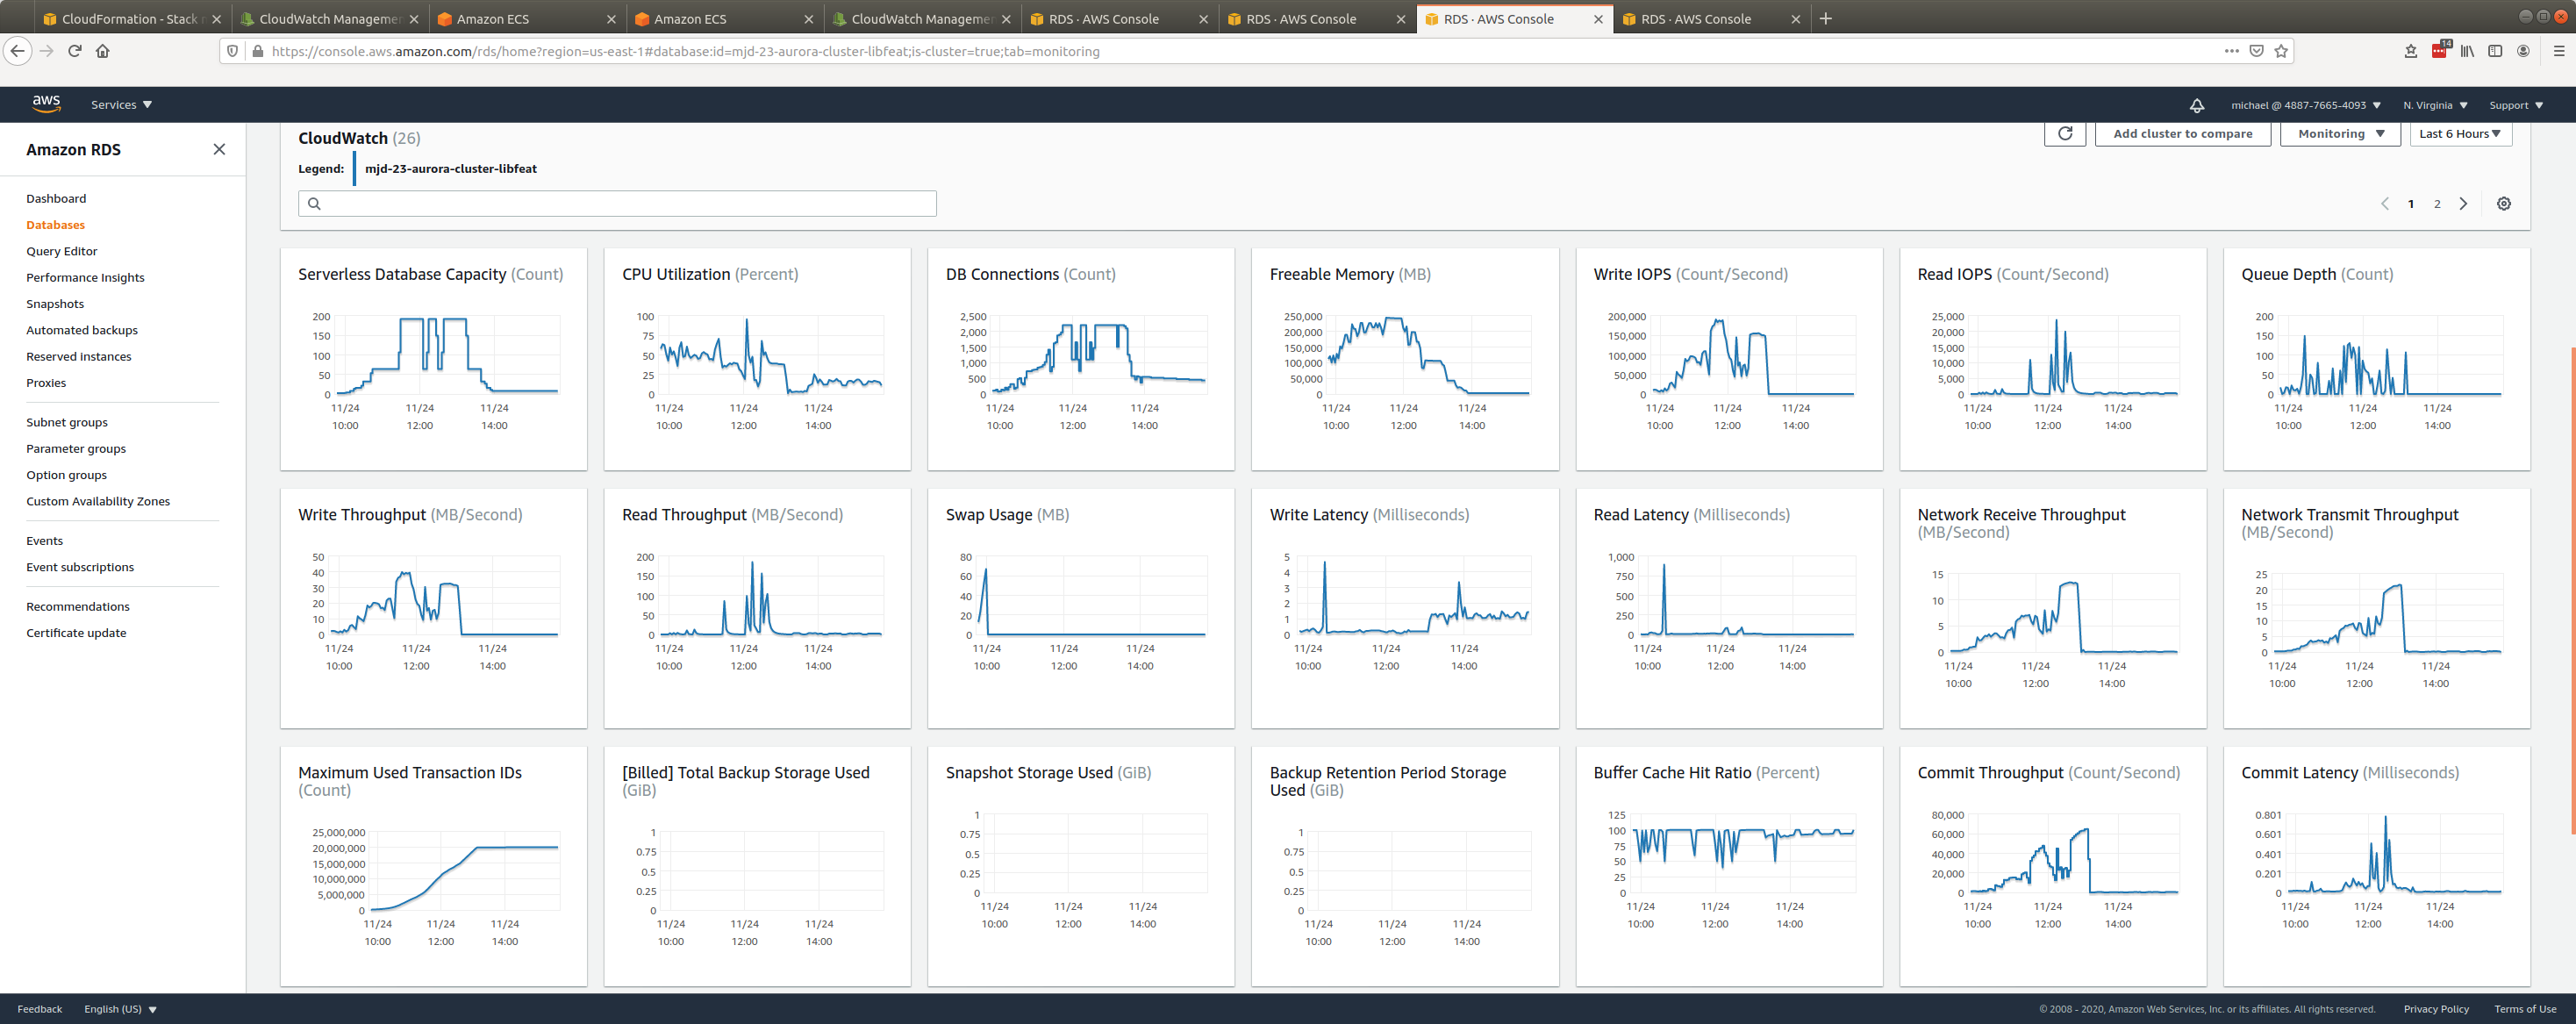 CloudFormation - Stack
CloudWatch Manageme
Amazon ECS
Amazon ECS
CloudWatch Manageme
RDS · AWS Console
RDS · AWS Console
RDS · AWS Console
RDS · AWS Console
https://console.aws.amazon.com/rds/home?region=us-east-1#database:id=mjd-23-aurora-cluster-libfeat;is-cluster=true;tab=monitoring
14
aws Services michael @ 4887-7665-4093 N. Virginia Support
Amazon RDS
Dashboard
Databases
Query Editor
Performance Insights
Snapshots
Automated backups
Reserved instances
Proxies
Subnet groups
Parameter groups
Option groups
Custom Availability Zones
Events
Event subscriptions
Recommendations
Certificate update
CloudWatch (26)
Add cluster to compare Monitoring Last 6 Hours
Legend: mjd-23-aurora-cluster-libfeat
1 2
Serverless Database Capacity (Count)
200
150
100
50
0
11/24 11/24 11/24
10:00 12:00 14:00
CPU Utilization (Percent)
100
75
50
25
0
11/24 11/24 11/24
10:00 12:00 14:00
DB Connections (Count)
2,500
2,000
1,500
1,000
500
0
11/24 11/24 11/24
10:00 12:00 14:00
Freeable Memory (MB)
250,000
200,000
150,000
100,000
50,000
0
11/24 11/24 11/24
10:00 12:00 14:00
Write IOPS (Count/Second)
200,000
150,000
100,000
50,000
0
11/24 11/24 11/24
10:00 12:00 14:00
Read IOPS (Count/Second)
25,000
20,000
15,000
10,000
5,000
0
11/24 11/24 11/24
10:00 12:00 14:00
Queue Depth (Count)
200
150
100
50
0
11/24 11/24 11/24
10:00 12:00 14:00
Write Throughput (MB/Second)
50
40
30
20
10
0
11/24 11/24 11/24
10:00 12:00 14:00
Read Throughput (MB/Second)
200
150
100
50
0
11/24 11/24 11/24
10:00 12:00 14:00
Swap Usage (MB)
80
60
40
20
0
11/24 11/24 11/24
10:00 12:00 14:00
Write Latency (Milliseconds)
5
4
3
2
1
0
11/24 11/24 11/24
10:00 12:00 14:00
Read Latency (Milliseconds)
1,000
750
500
250
0
11/24 11/24 11/24
10:00 12:00 14:00
Network Receive Throughput
(MB/Second)
15
10
5
0
11/24 11/24 11/24
10:00 12:00 14:00
Network Transmit Throughput
(MB/Second)
25
20
15
10
5
0
11/24 11/24 11/24
10:00 12:00 14:00
Maximum Used Transaction IDs
(Count)
25,000,000
20,000,000
15,000,000
10,000,000
5,000,000
0
11/24 11/24 11/24
10:00 12:00 14:00
[Billed] Total Backup Storage Used
(GiB)
1
0.75
0.5
0.25
0
11/24 11/24 11/24
10:00 12:00 14:00
Snapshot Storage Used (GiB)
1
0.75
0.5
0.25
0
11/24 11/24 11/24
10:00 12:00 14:00
Backup Retention Period Storage
Used (GiB)
1
0.75
0.5
0.25
0
11/24 11/24 11/24
10:00 12:00 14:00
Buffer Cache Hit Ratio (Percent)
125
100
75
50
25
0
11/24 11/24 11/24
10:00 12:00 14:00
Commit Throughput (Count/Second)
80,000
60,000
40,000
20,000
0
11/24 11/24 11/24
10:00 12:00 14:00
Commit Latency (Milliseconds)
0.801
0.601
0.401
0.201
0
11/24 11/24 11/24
10:00 12:00 14:00
Feedback English (US) © 2008 - 2020, Amazon Web Services, Inc. or its affiliates. All rights reserved. Privacy Policy Terms of Use